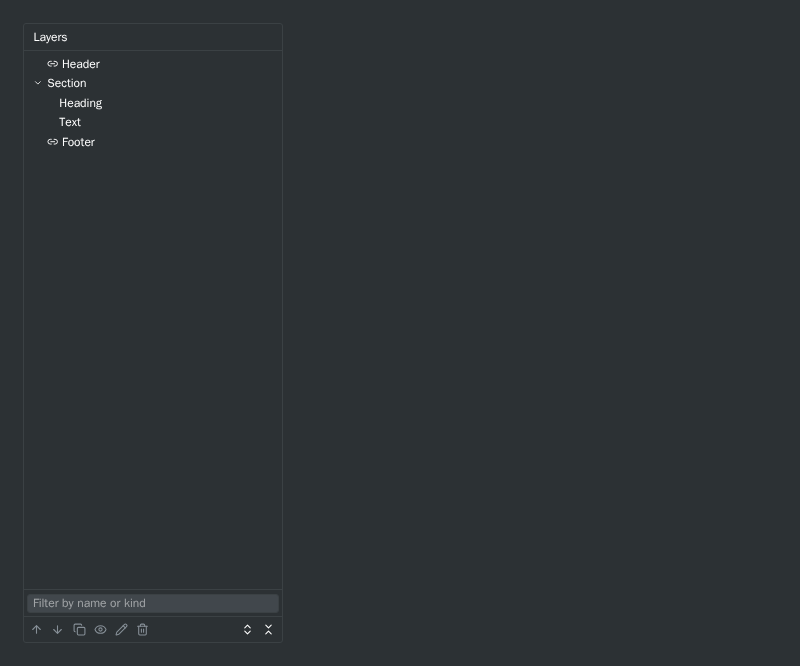 Layers
Header
Section
Heading
Text
Footer
Filter by name or kind